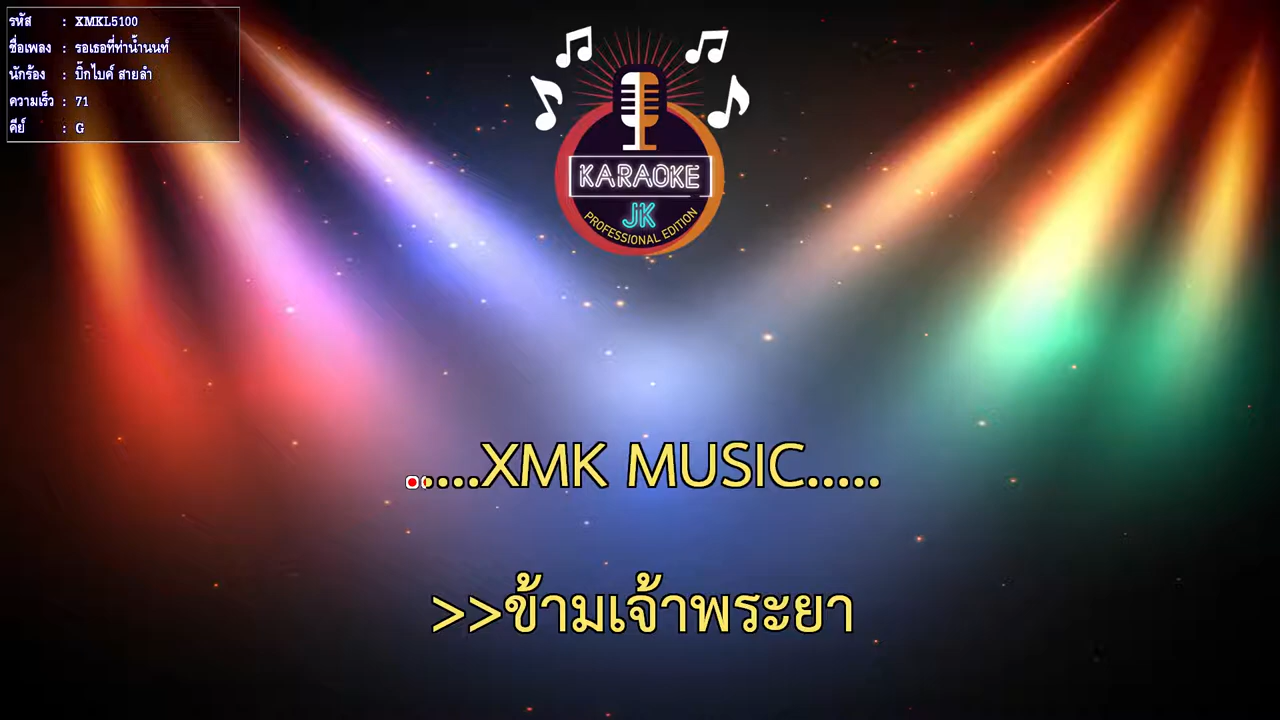 รหัส : XMKL5100
ชื่อเพลง : รอเธอที่ท่าน้ำนนท์
นักร้อง : บิ๊กไบค์ สายลำ
ความเร็ว : 71
คีย์ : G
KARAOKE
JK
PROFESSIONAL EDITION
......XMK MUSIC.....
>>ข้ามเจ้าพระยา